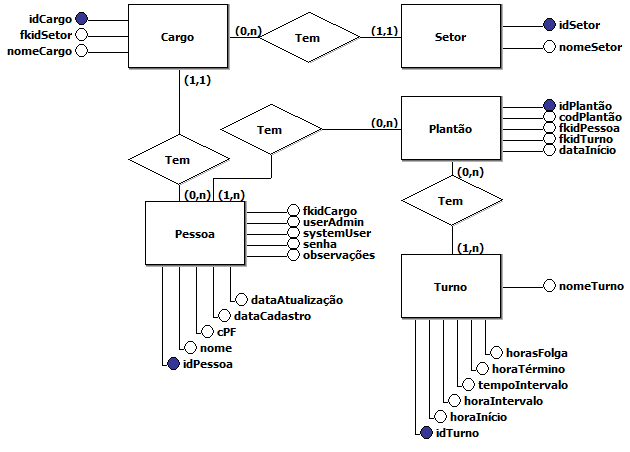 idCargo
fkidSetor
nomeCargo
Cargo
(0,n)
Tem
(1,1)
Setor
idSetor
nomeSetor
(1,1)
Tem
(0,n)
Plantão
idPlantão
codPlantão
fkidPessoa
fkidTurno
dataInício
Tem
(0,n)
(1,n)
(0,n)
Tem
(1,n)
Pessoa
fkidCargo
userAdmin
systemUser
senha
observações
dataAtualização
dataCadastro
cPF
nome
idPessoa
Turno
nomeTurno
horasFolga
horaTérmino
tempoIntervalo
horaIntervalo
horaInício
idTurno